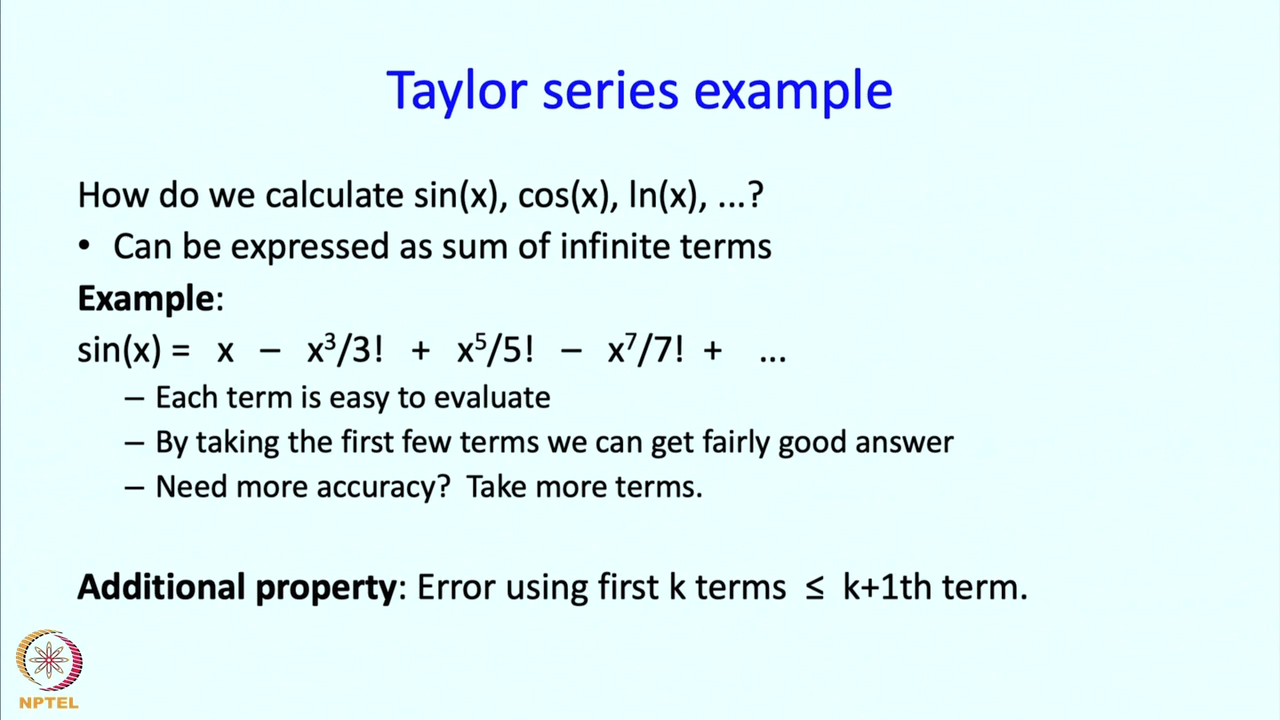 Taylor series example
How do we calculate sin(x), cos(x), ln(x), ...?
• Can be expressed as sum of infinite terms
Example:
sin(x) = x – x³/3! + x⁵/5! – x⁷/7! + ...
– Each term is easy to evaluate
– By taking the first few terms we can get fairly good answer
– Need more accuracy? Take more terms.
Additional property: Error using first k terms ≤ k+1th term.
NPTEL